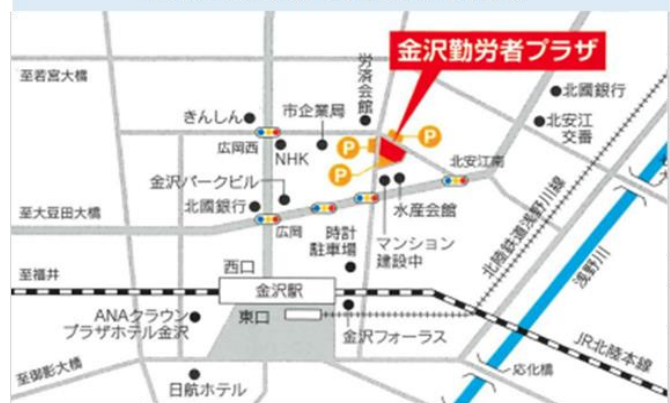 金沢勤労者プラザ
至若宮大橋
労済会館
北國銀行
きんしん
市企業局
北安江
交番
広岡西
NHK
P
P
P
北安江南
金沢パークビル
北國銀行
水産会館
至大豆田大橋
広岡
時計
駐車場
マンション
建設中
北陸鉄道浅野川線
浅野川
西口
至福井
金沢駅
ANAクラウン
プラザホテル金沢
東口
金沢フォーラス
JR北陸本線
至御影大橋
日航ホテル
応化橋